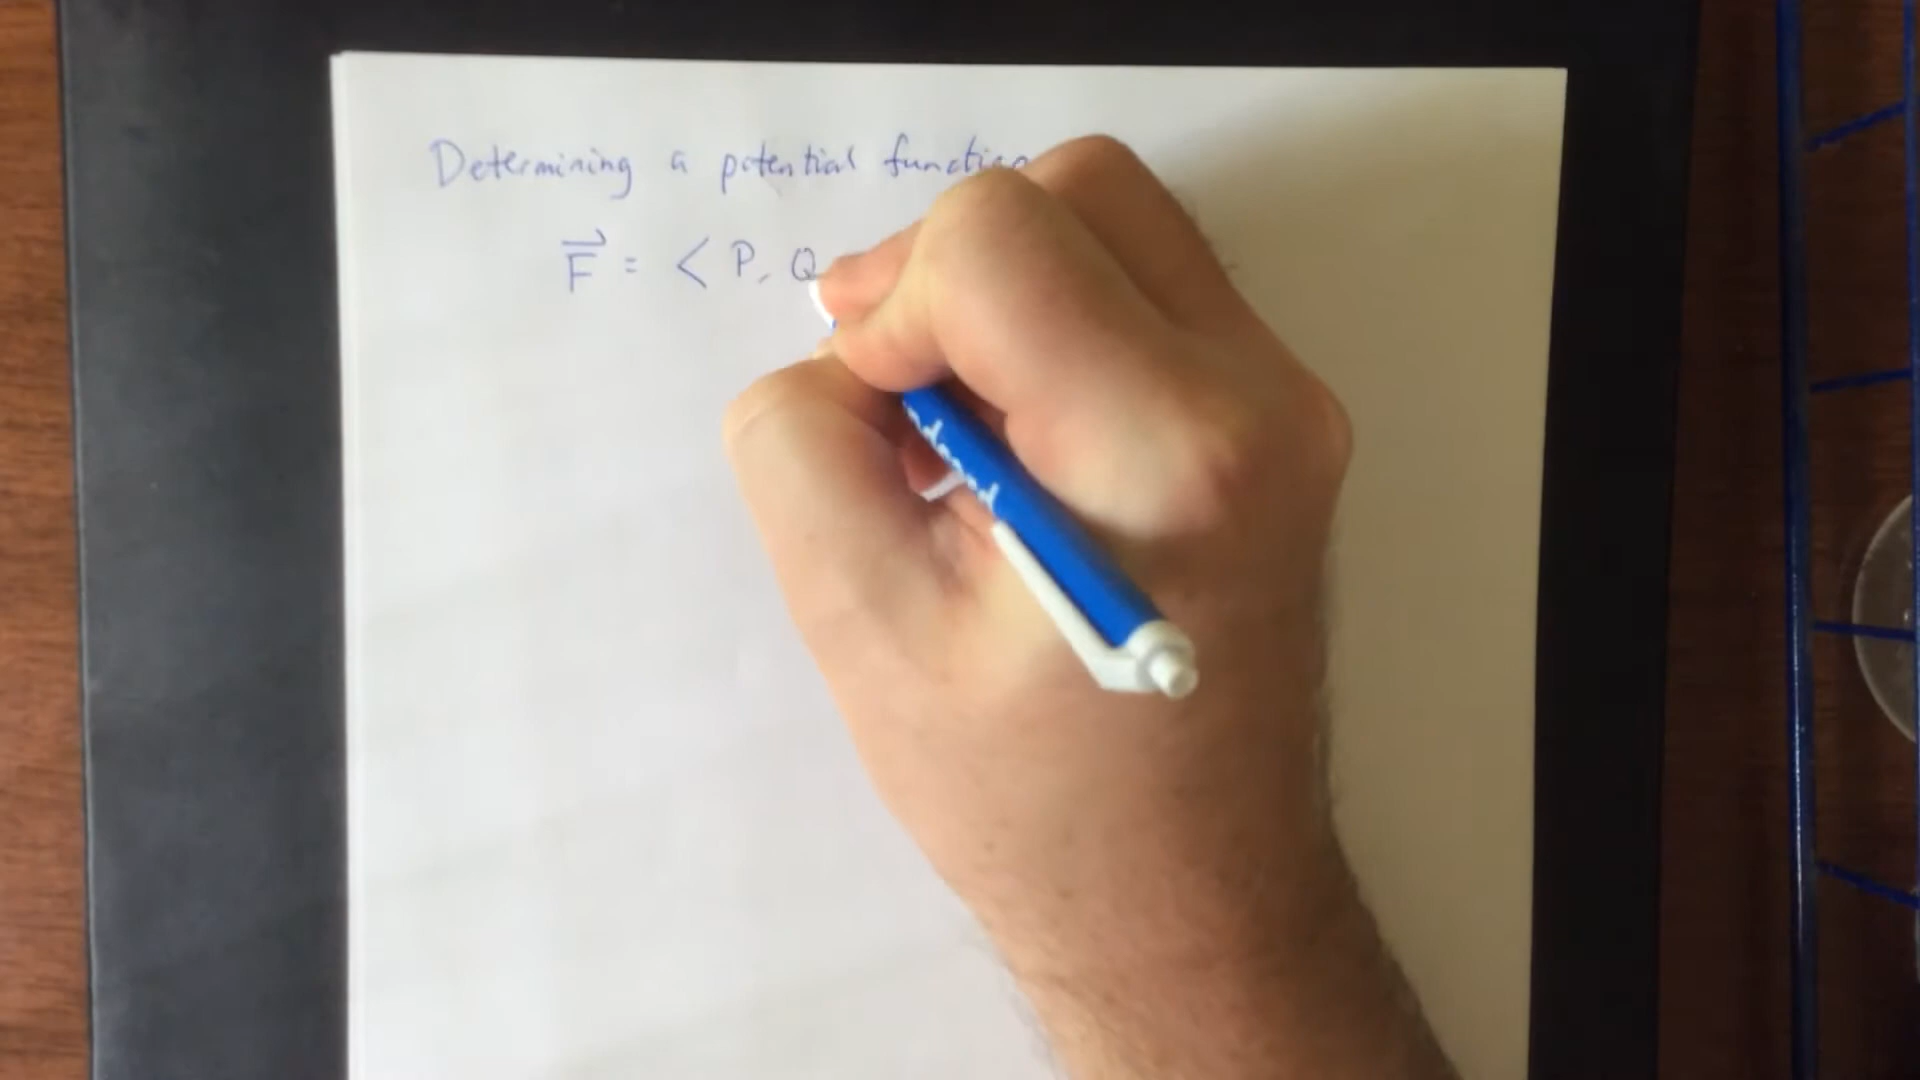 Determining a potential function
F⃗ = < P, Q